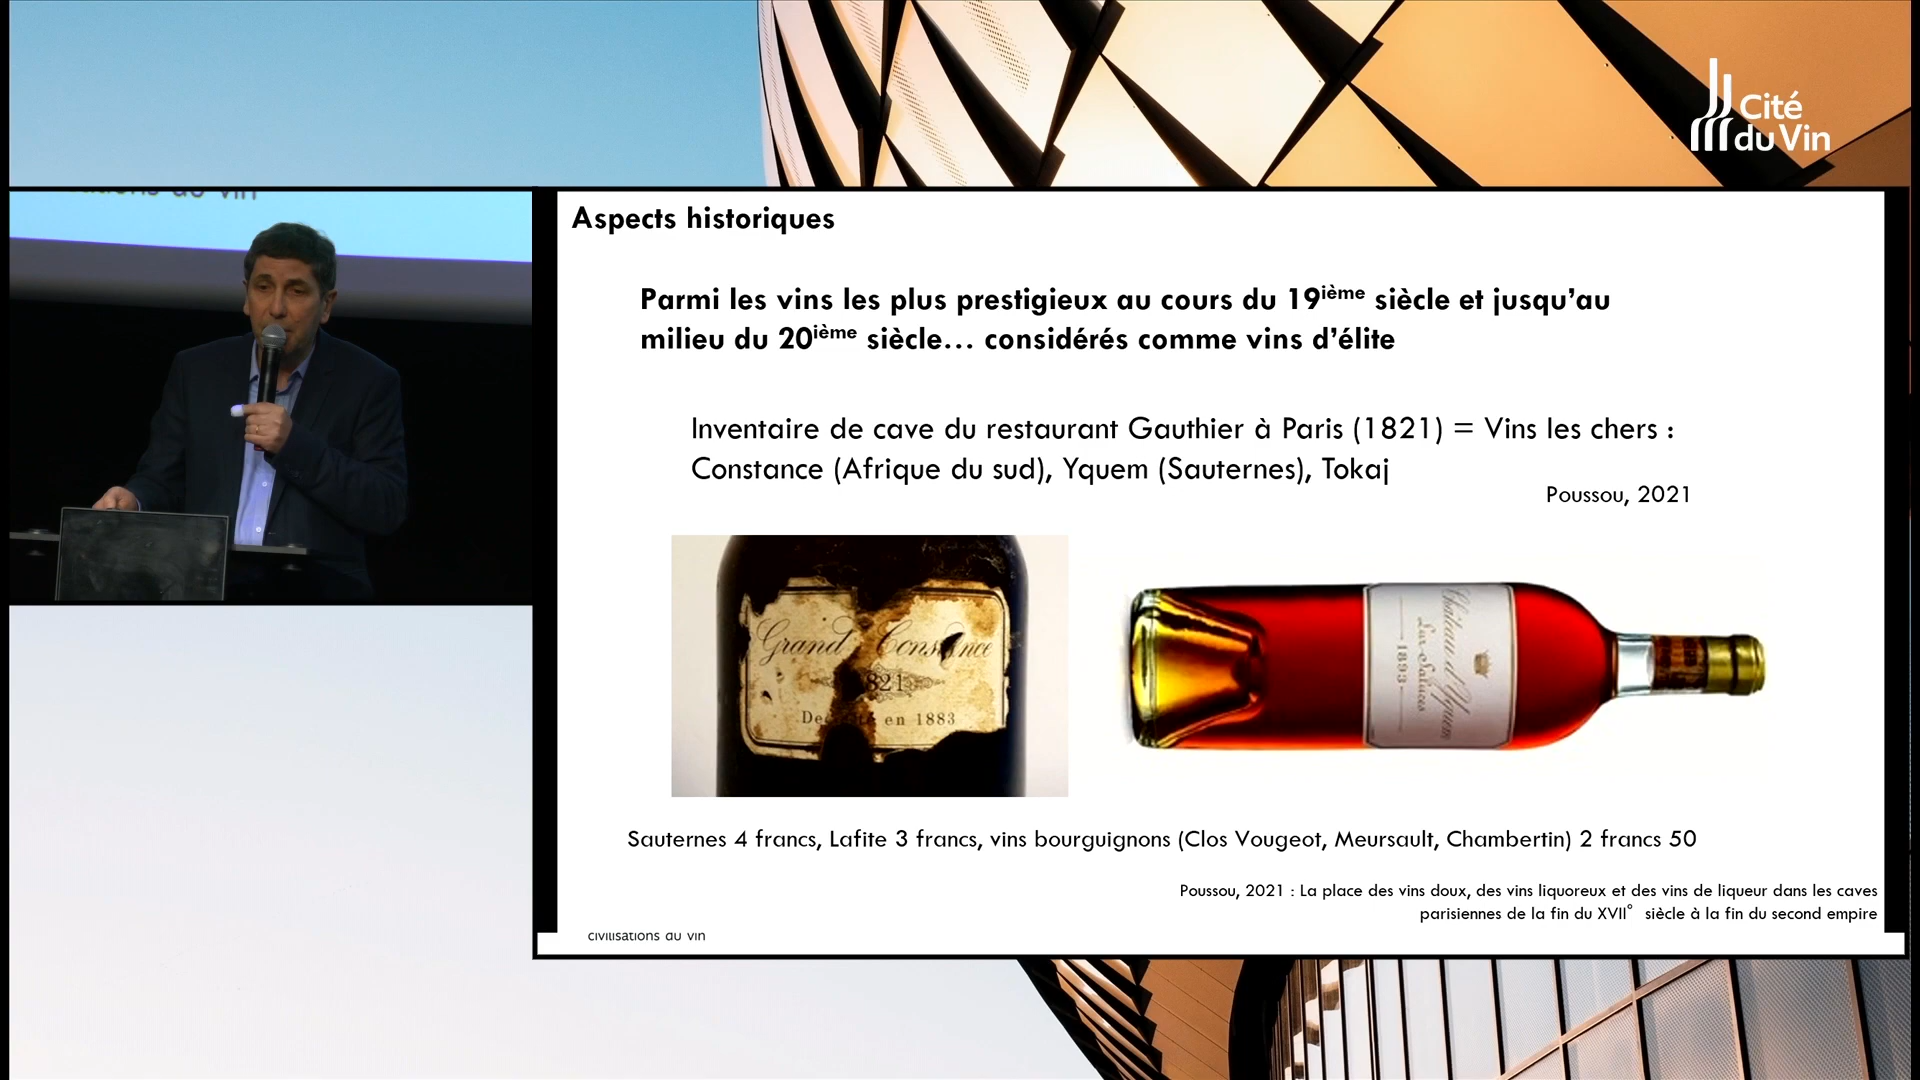 Cité
du Vin
Aspects historiques
Parmi les vins les plus prestigieux au cours du 19ième siècle et jusqu'au
milieu du 20ième siècle… considérés comme vins d'élite
Inventaire de cave du restaurant Gauthier à Paris (1821) = Vins les chers :
Constance (Afrique du sud), Yquem (Sauternes), Tokaj
Poussou, 2021
Grand Constance
821
en 1883
Château d'Yquem
Lur-Saluces
1893
Sauternes 4 francs, Lafite 3 francs, vins bourguignons (Clos Vougeot, Meursault, Chambertin) 2 francs 50
Poussou, 2021 : La place des vins doux, des vins liquoreux et des vins de liqueur dans les caves
parisiennes de la fin du XVII° siècle à la fin du second empire
civilisations du vin